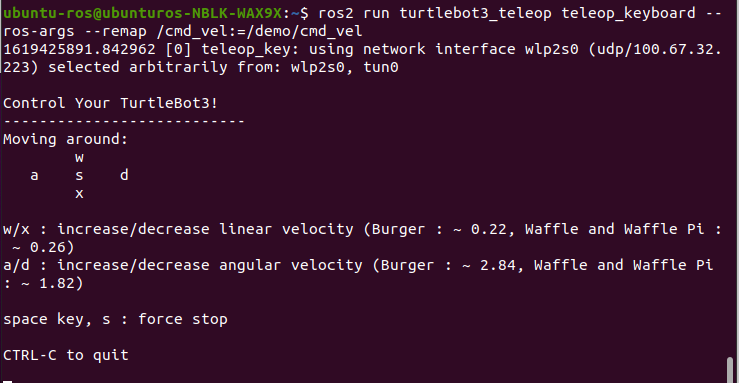 ubuntu-ros@ubunturos-NBLK-WAX9X:~$ ros2 run turtlebot3_teleop teleop_keyboard --
ros-args --remap /cmd_vel:=/demo/cmd_vel
1619425891.842962 [0] teleop_key: using network interface wlp2s0 (udp/100.67.32.
223) selected arbitrarily from: wlp2s0, tun0
Control Your TurtleBot3!
---------------------------
Moving around:
w
a s d
x
w/x : increase/decrease linear velocity (Burger : ~ 0.22, Waffle and Waffle Pi :
~ 0.26)
a/d : increase/decrease angular velocity (Burger : ~ 2.84, Waffle and Waffle Pi
: ~ 1.82)
space key, s : force stop
CTRL-C to quit